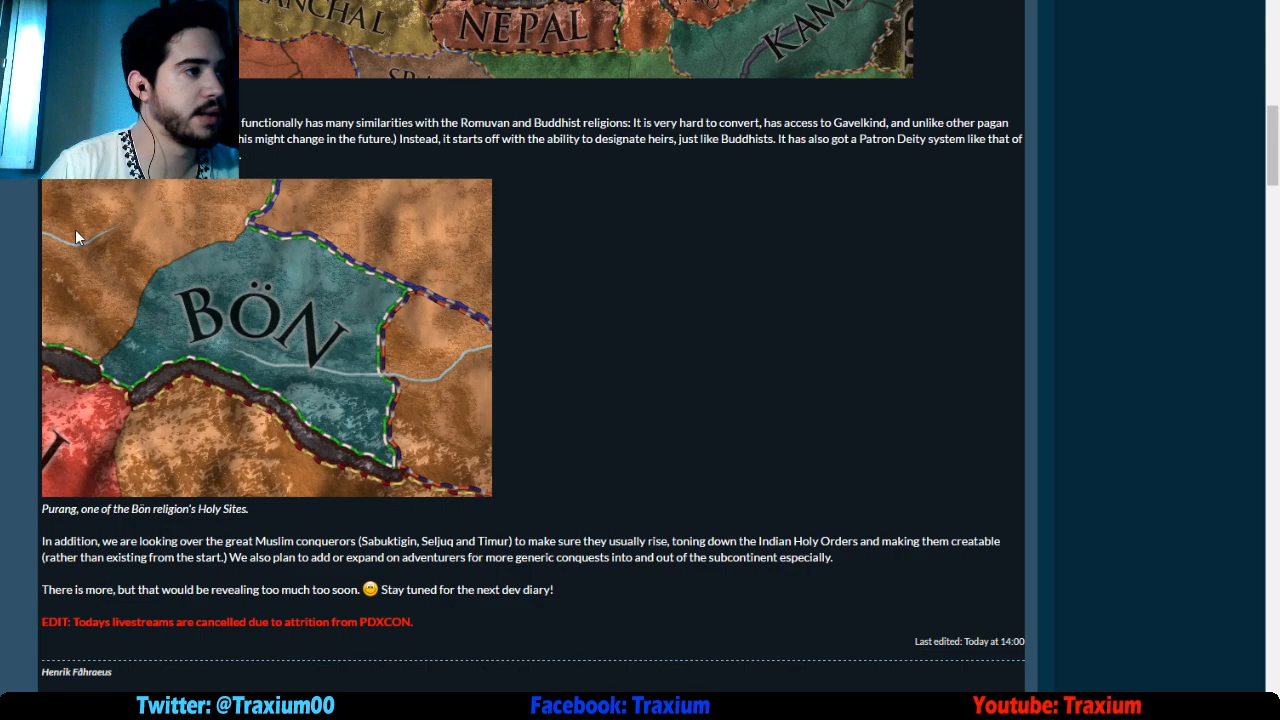 NEPAL
functionally has many similarities with the Romuvan and Buddhist religions: It is very hard to convert, has access to Gavelkind, and unlike other pagan
his might change in the future.) Instead, it starts off with the ability to designate heirs, just like Buddhists. It has also got a Patron Deity system like that of
.
BÖN
Purang, one of the Bön religion's Holy Sites.
In addition, we are looking over the great Muslim conquerors (Sabuktigin, Seljuq and Timur) to make sure they usually rise, toning down the Indian Holy Orders and making them creatable
(rather than existing from the start.) We also plan to add or expand on adventurers for more generic conquests into and out of the subcontinent especially.
There is more, but that would be revealing too much too soon. Stay tuned for the next dev diary!
EDIT: Todays livestreams are cancelled due to attrition from PDXCON.
Last edited: Today at 14:00
Henrik Fåhraeus
Twitter: @Traxium00 Facebook: Traxium Youtube: Traxium